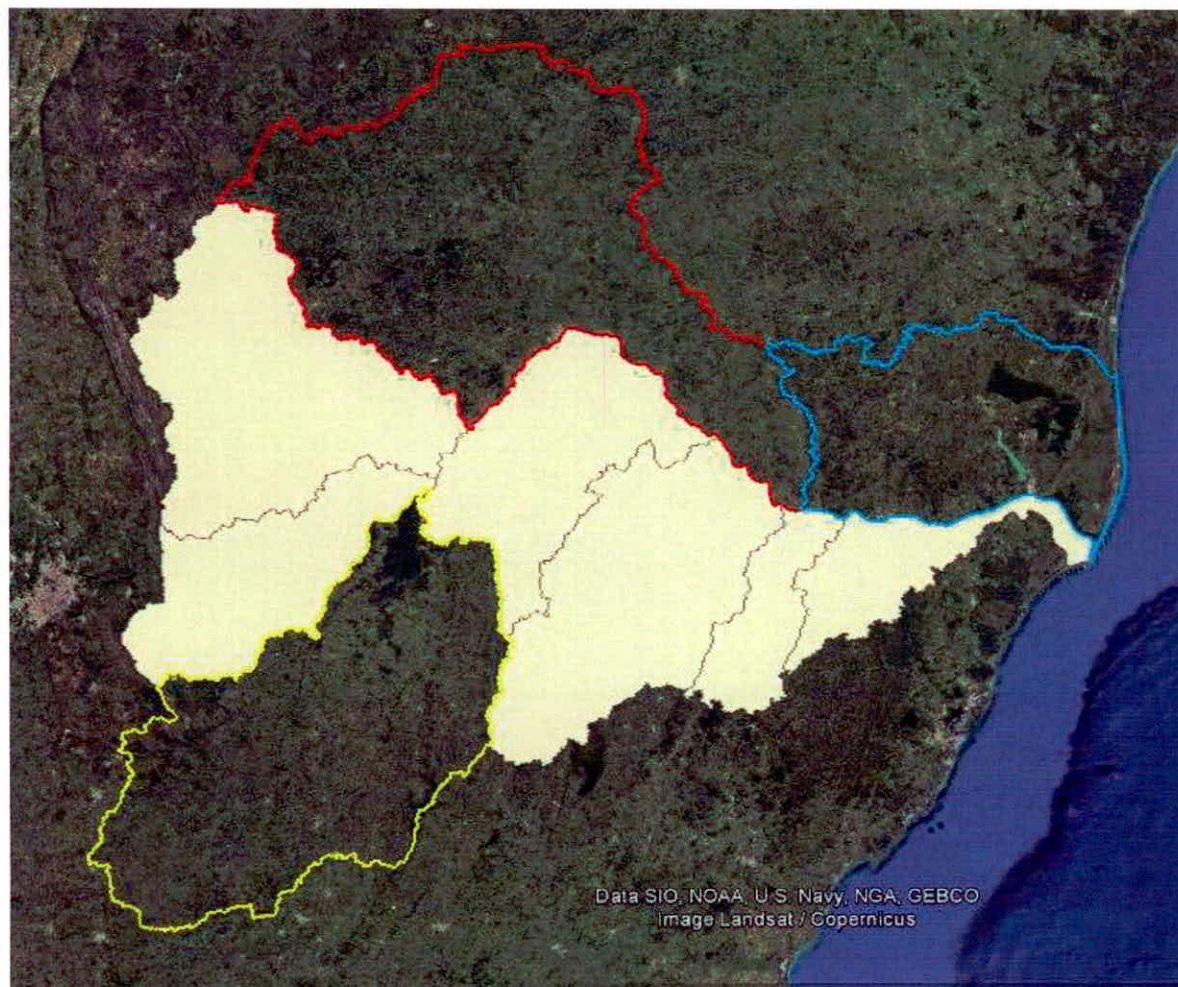 Data SIO, NOAA, U.S. Navy, NGA, GEBCO
Image Landsat / Copernicus